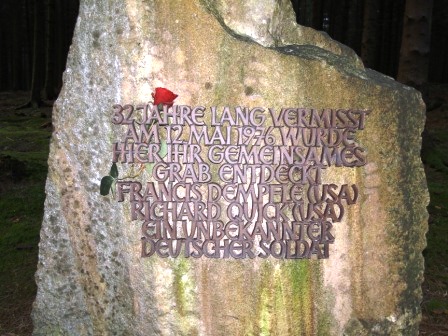 32 JAHRE LANG VERMISST
AM 12. MAI 1976 WURDE
HIER IHR GEMEINSAMES
GRAB ENTDECKT
FRANCIS DEMPFLE (USA)
RICHARD QUICK (USA)
EIN UNBEKANNTER
DEUTSCHER SOLDAT